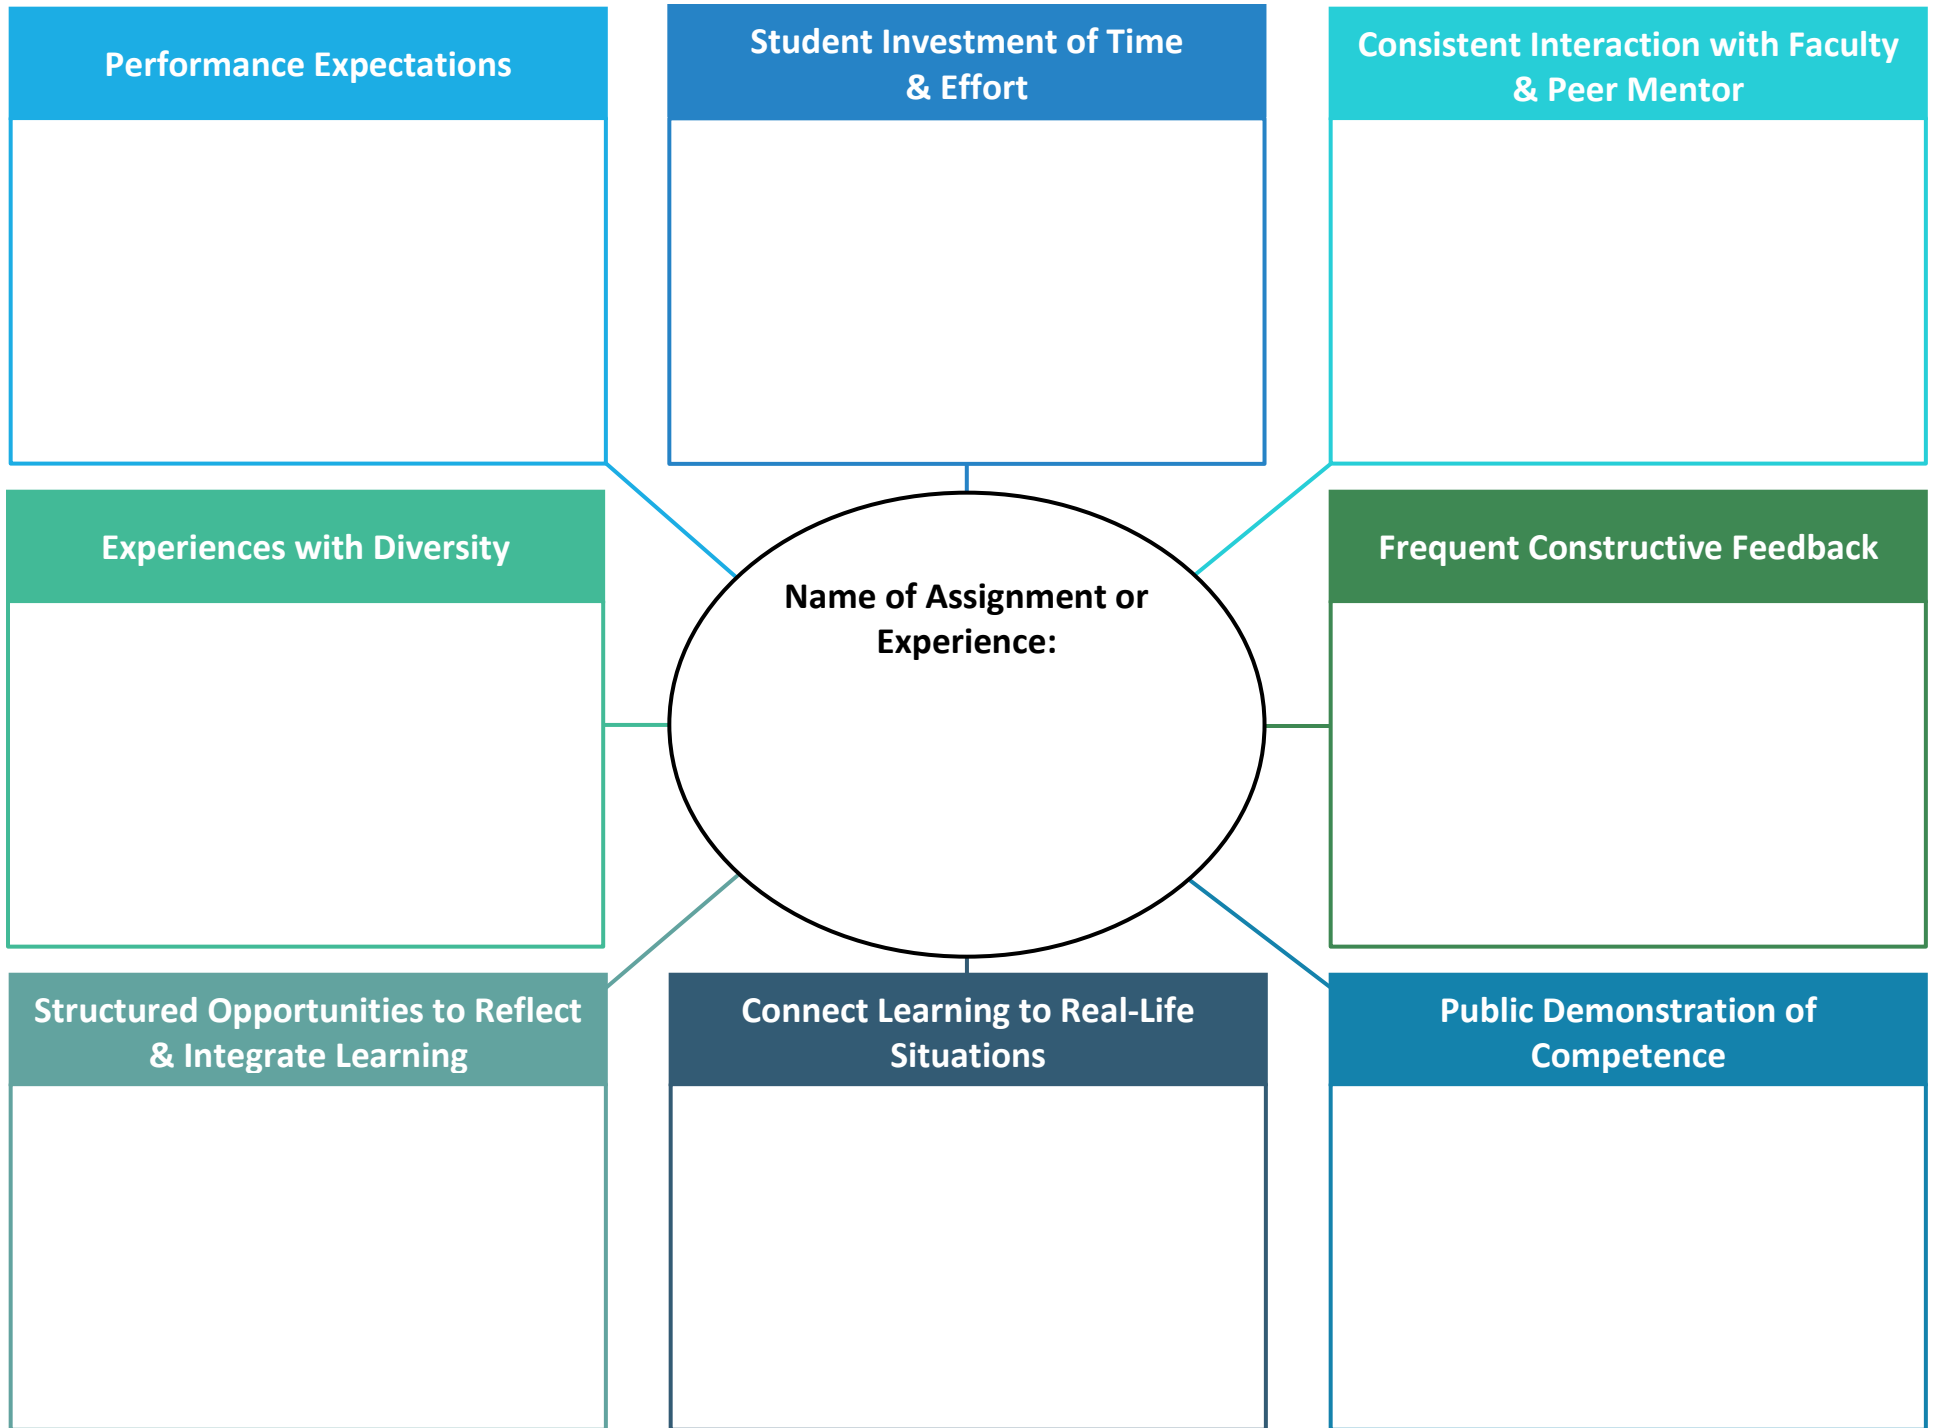 Performance Expectations
Student Investment of Time
& Effort
Consistent Interaction with Faculty
& Peer Mentor
Experiences with Diversity
Name of Assignment or
Experience:
Frequent Constructive Feedback
Structured Opportunities to Reflect
& Integrate Learning
Connect Learning to Real-Life
Situations
Public Demonstration of
Competence